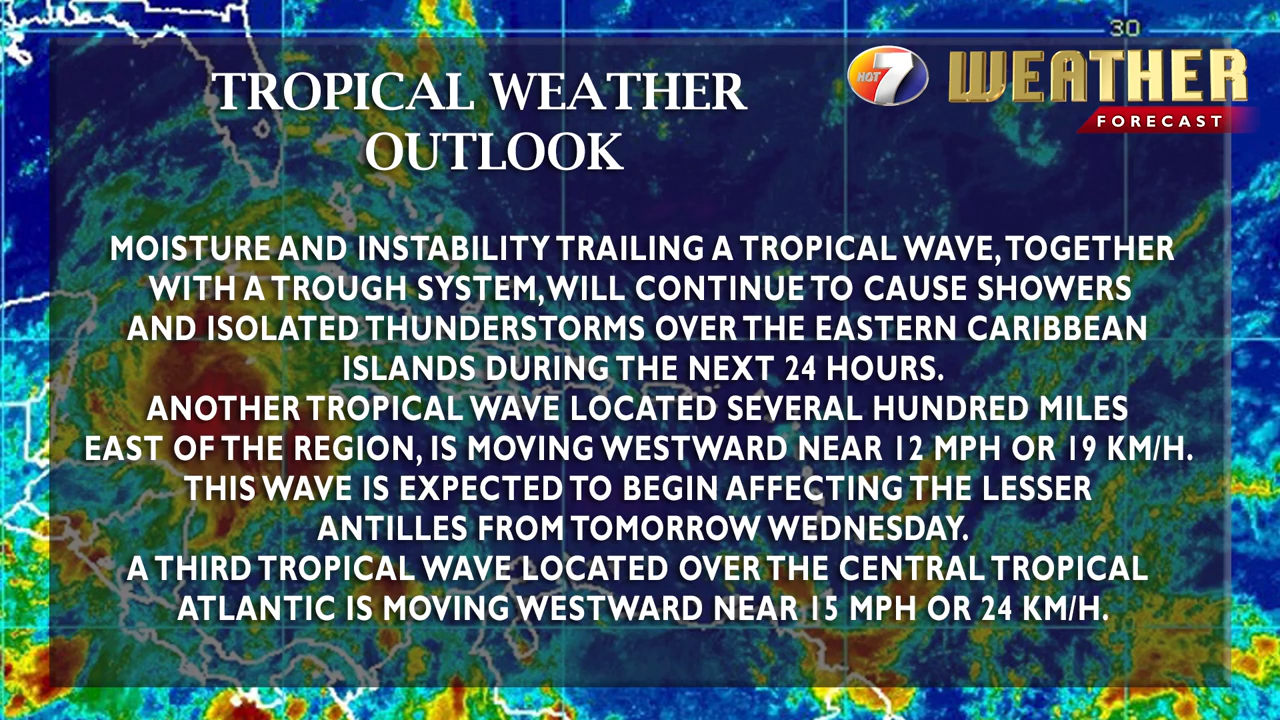 30
HOT 7 WEATHER
FORECAST
TROPICAL WEATHER
OUTLOOK
MOISTURE AND INSTABILITY TRAILING A TROPICAL WAVE, TOGETHER
WITH A TROUGH SYSTEM, WILL CONTINUE TO CAUSE SHOWERS
AND ISOLATED THUNDERSTORMS OVER THE EASTERN CARIBBEAN
ISLANDS DURING THE NEXT 24 HOURS.
ANOTHER TROPICAL WAVE LOCATED SEVERAL HUNDRED MILES
EAST OF THE REGION, IS MOVING WESTWARD NEAR 12 MPH OR 19 KM/H.
THIS WAVE IS EXPECTED TO BEGIN AFFECTING THE LESSER
ANTILLES FROM TOMORROW WEDNESDAY.
A THIRD TROPICAL WAVE LOCATED OVER THE CENTRAL TROPICAL
ATLANTIC IS MOVING WESTWARD NEAR 15 MPH OR 24 KM/H.